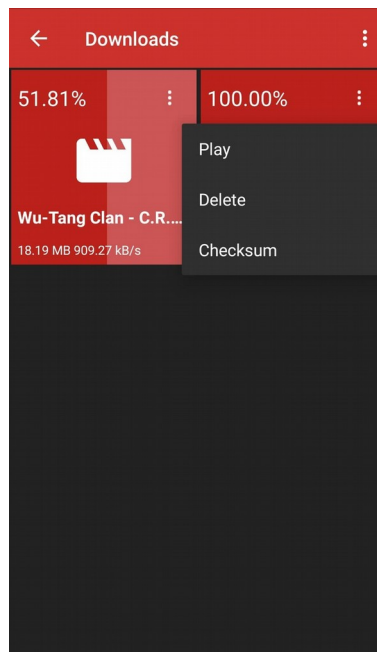 Downloads
51.81%
100.00%
Play
Delete
Wu-Tang Clan - C.R....
18.19 MB 909.27 kB/s
Checksum